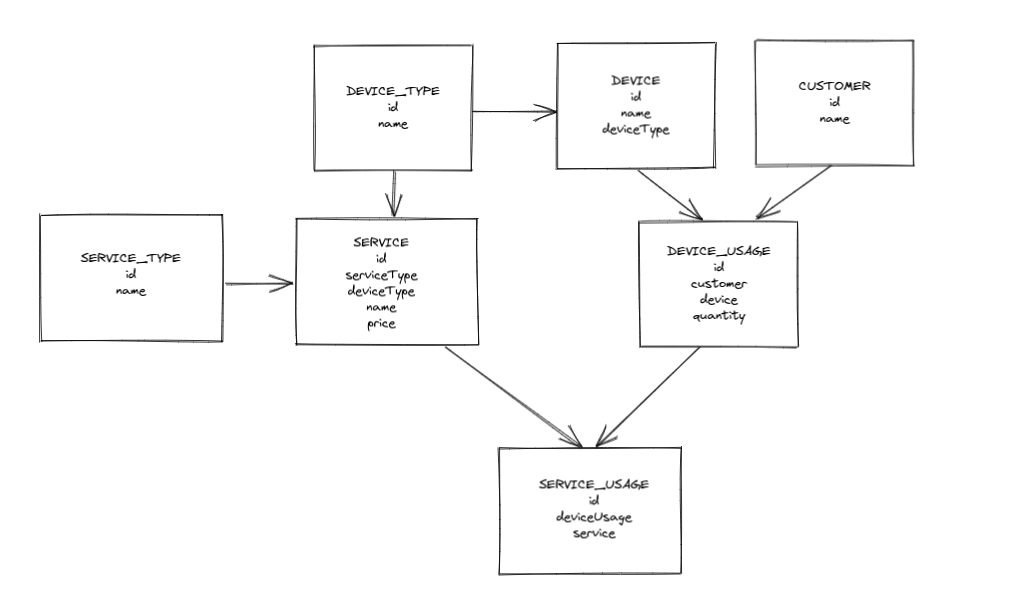 DEVICE_TYPE
id
name
DEVICE
id
name
deviceType
CUSTOMER
id
name
SERVICE_TYPE
id
name
SERVICE
id
serviceType
deviceType
name
price
DEVICE_USAGE
id
customer
device
quantity
SERVICE_USAGE
id
deviceUsage
service